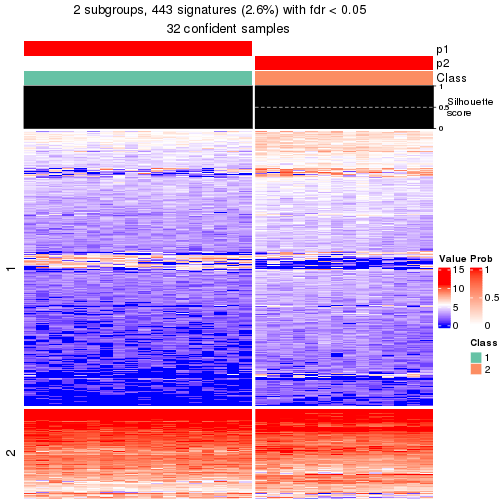 2 subgroups, 443 signatures (2.6%) with fdr < 0.05
32 confident samples
p1
p2
Class
1
0.5
0
Silhouette
score
1
2
Value
15
10
5
0
Prob
1
0.5
0
Class
1
2